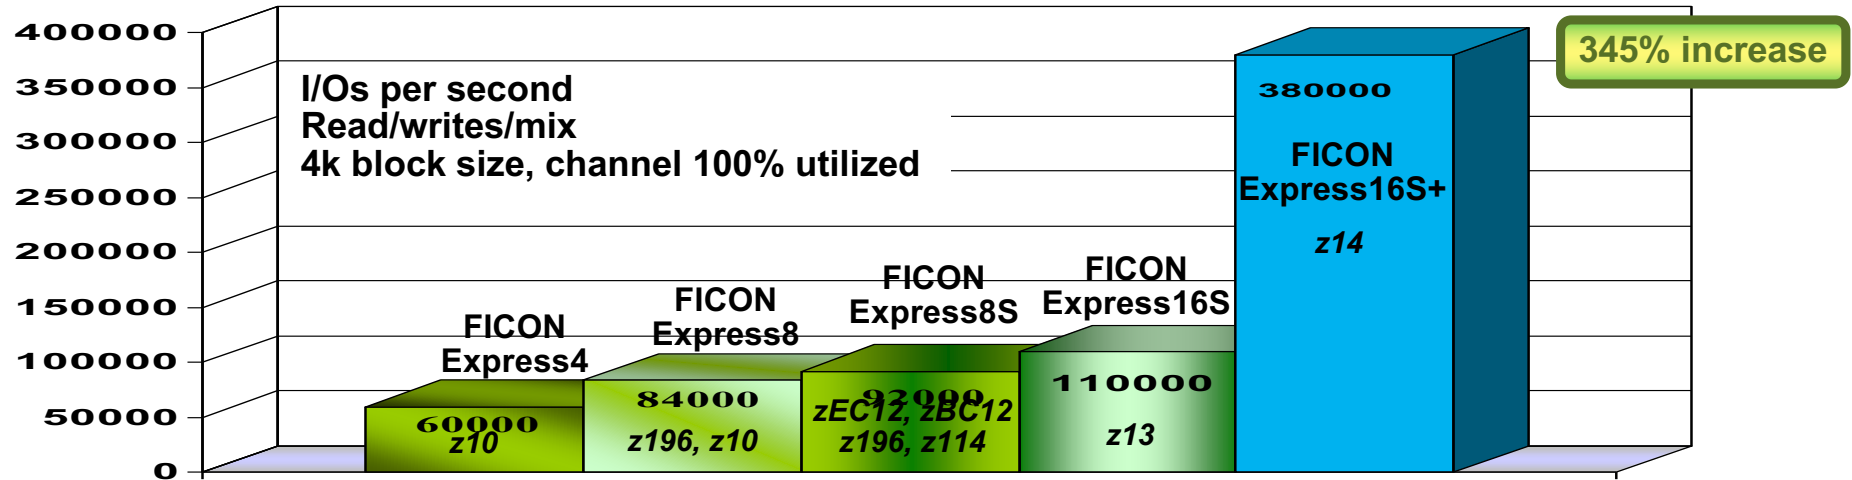 400000
350000
300000
250000
200000
150000
100000
50000
0
I/Os per second
Read/writes/mix
4k block size, channel 100% utilized
345% increase
FICON
Express4
60000
z10
FICON
Express8
84000
z196, z10
FICON
Express8S
92000
zEC12, zBC12
z196, z114
FICON
Express16S
110000
z13
380000
FICON
Express16S+
z14